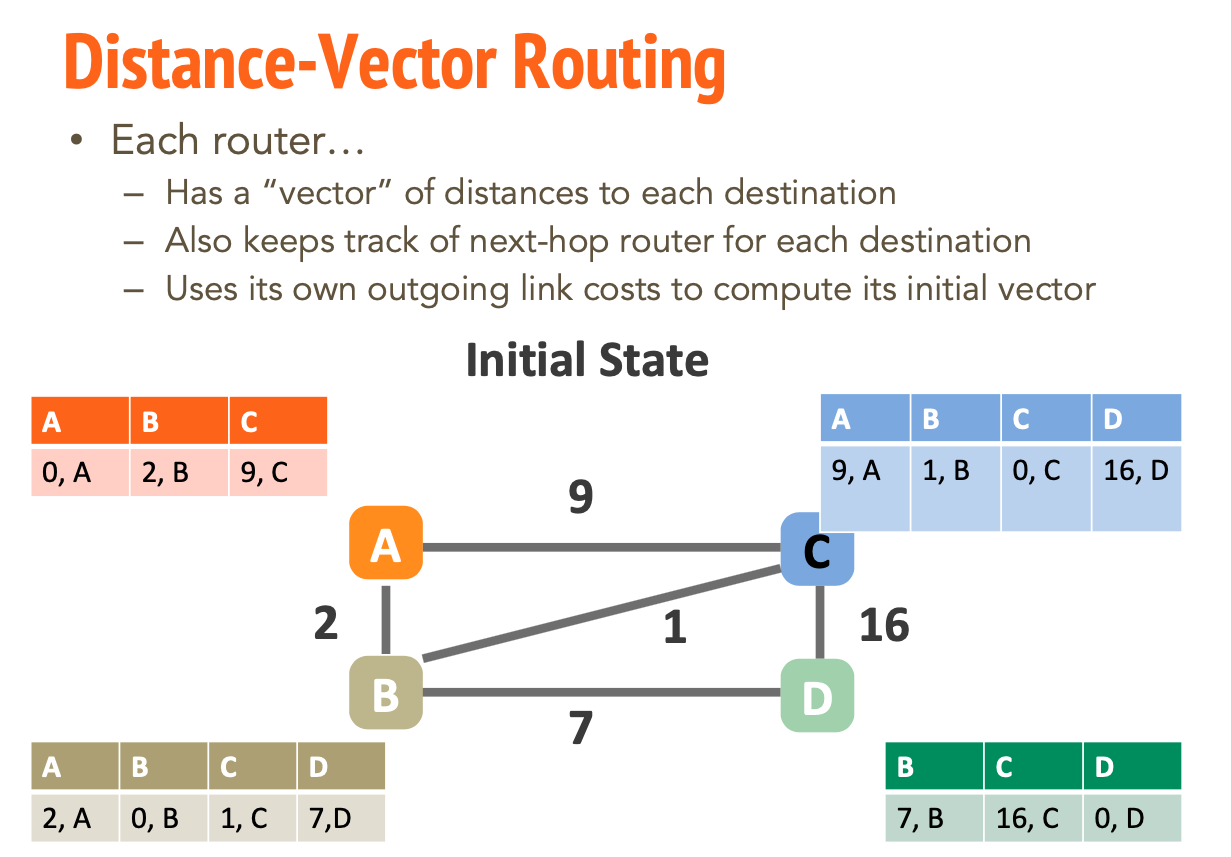 Distance-Vector Routing
• Each router…
– Has a “vector” of distances to each destination
– Also keeps track of next-hop router for each destination
– Uses its own outgoing link costs to compute its initial vector
Initial State
A B C
0, A 2, B 9, C
A B C D
9, A 1, B 0, C 16, D
9
A
C
2
1
16
B
D
7
A B C D
2, A 0, B 1, C 7,D
B C D
7, B 16, C 0, D